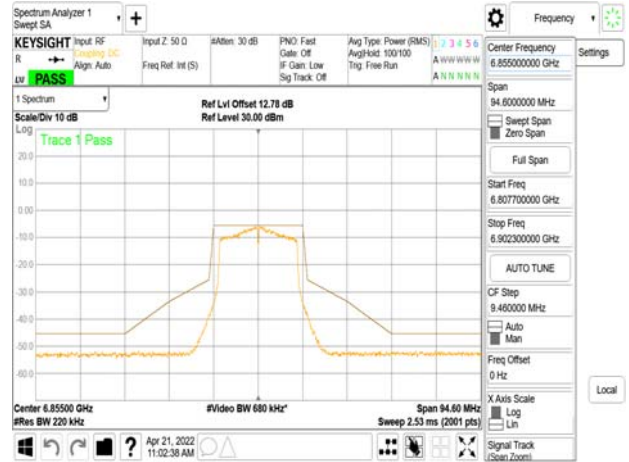 Spectrum Analyzer 1
Swept SA
+
Frequency
KEYSIGHT
R
LV PASS
Input: RF
Coupling: DC
Align: Auto
Input Z: 50 Ω
Freq Ref: Int (S)
#Atten: 30 dB
PNO: Fast
Gate: Off
IF Gain: Low
Sig Track: Off
Avg Type: Power (RMS)
Avg|Hold: 100/100
Trig: Free Run
1 2 3 4 5 6
A W W W W W
A N N N N N
Center Frequency
6.855000000 GHz
Settings
Span
94.6000000 MHz
Swept Span
Zero Span
Full Span
Start Freq
6.807700000 GHz
Stop Freq
6.902300000 GHz
AUTO TUNE
CF Step
9.460000 MHz
Auto
Man
Freq Offset
0 Hz
X Axis Scale
Log
Lin
Signal Track
(Span Zoom)
Local
1 Spectrum
Scale/Div 10 dB
Ref Lvl Offset 12.78 dB
Ref Level 30.00 dBm
Log
Trace 1 Pass
20.0
10.0
0.00
-10.0
-20.0
-30.0
-40.0
-50.0
-60.0
Center 6.85500 GHz
#Res BW 220 kHz
#Video BW 680 kHz*
Span 94.60 MHz
Sweep 2.53 ms (2001 pts)
?
Apr 21, 2022
11:02:38 AM